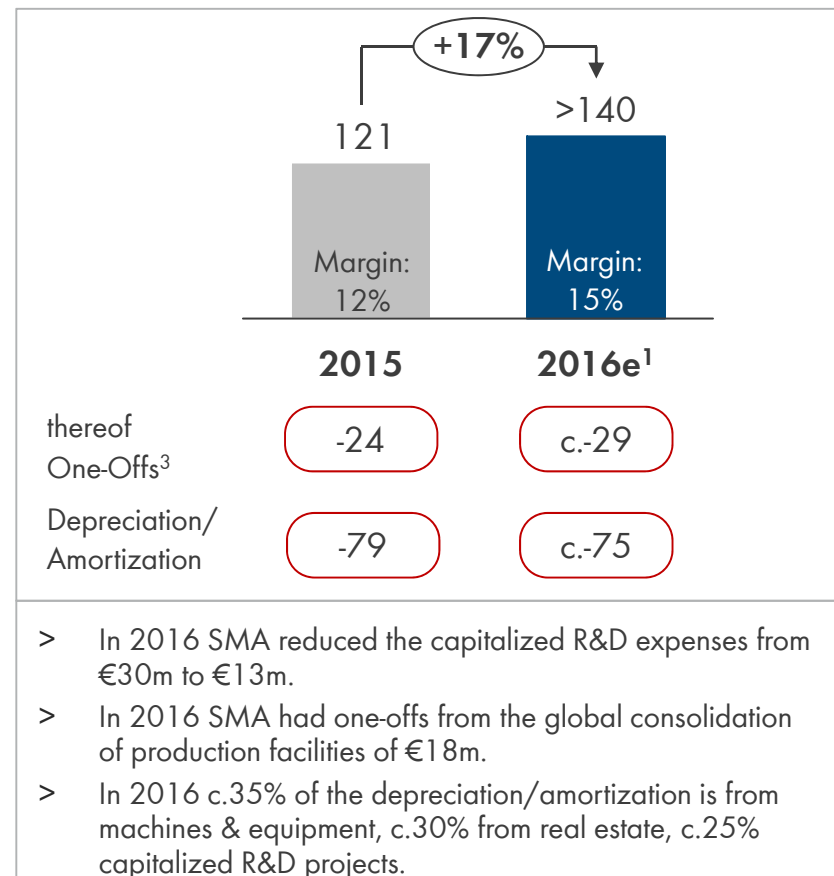 +17%
121
>140
Margin:
12%
Margin:
15%
2015
2016e¹
thereof
One-Offs³
-24
c.-29
Depreciation/
Amortization
-79
c.-75
> In 2016 SMA reduced the capitalized R&D expenses from
€30m to €13m.
> In 2016 SMA had one-offs from the global consolidation
of production facilities of €18m.
> In 2016 c.35% of the depreciation/amortization is from
machines & equipment, c.30% from real estate, c.25%
capitalized R&D projects.